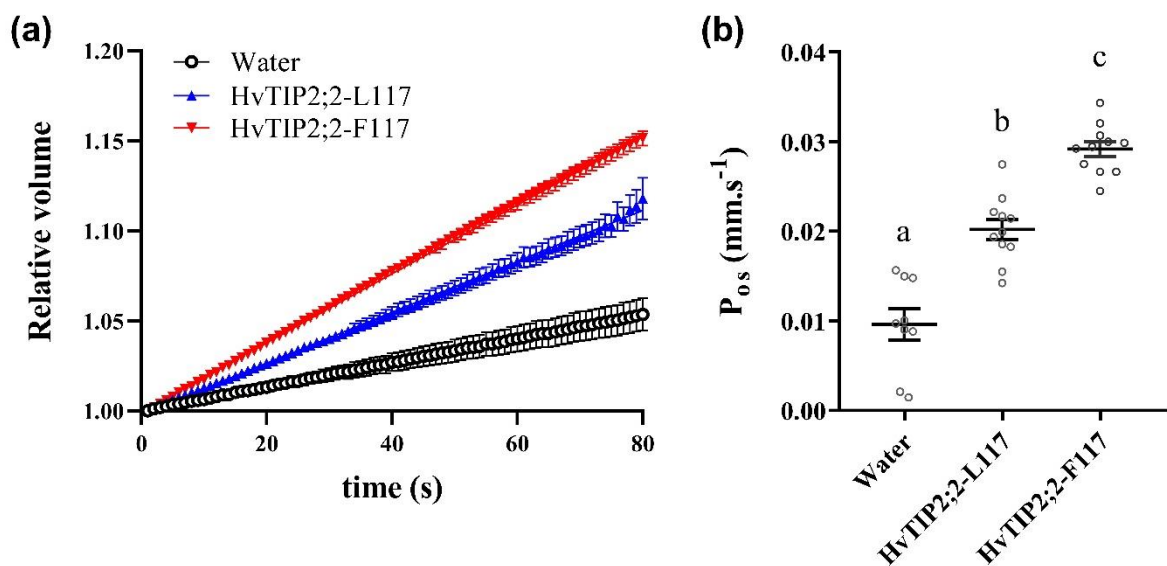 (a)
Relative volume
1.20
1.15
1.10
1.05
1.00
Water
HvTIP2;2-L117
HvTIP2;2-F117
0
20
40
60
80
time (s)
(b)
Pos (mm.s-1)
0.04
0.03
0.02
0.01
0.00
a
b
c
Water
HvTIP2;2-L117
HvTIP2;2-F117